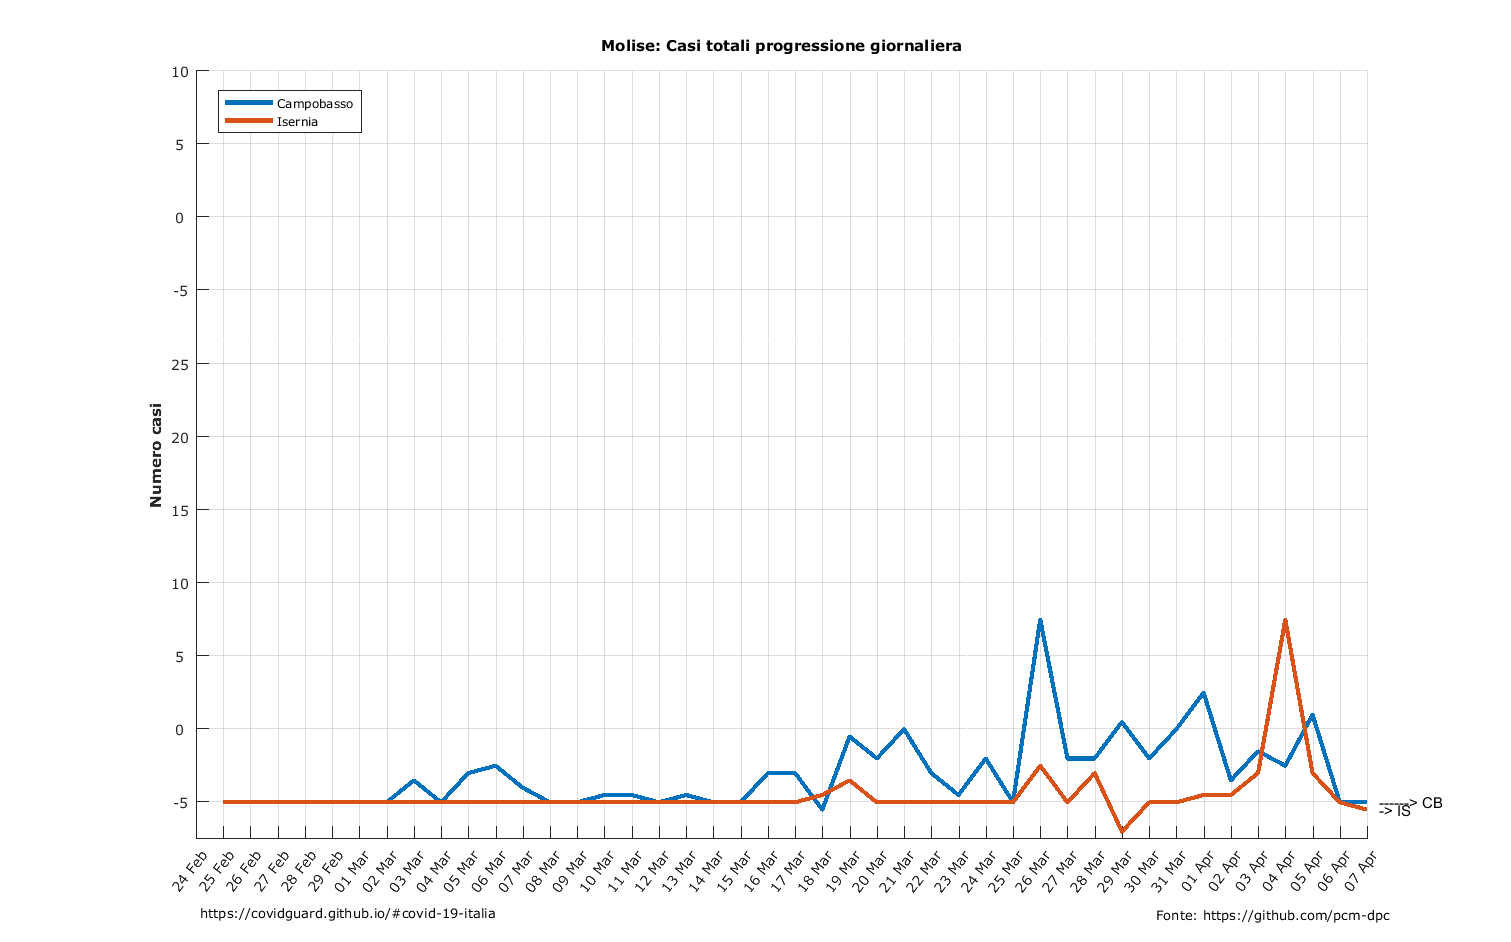 Molise: Casi totali progressione giornaliera
10
5
0
-5
25
20
15
10
5
0
-5
Numero casi
Campobasso
Isernia
------> CB
-> IS
24 Feb
25 Feb
26 Feb
27 Feb
28 Feb
29 Feb
01 Mar
02 Mar
03 Mar
04 Mar
05 Mar
06 Mar
07 Mar
08 Mar
09 Mar
10 Mar
11 Mar
12 Mar
13 Mar
14 Mar
15 Mar
16 Mar
17 Mar
18 Mar
19 Mar
20 Mar
21 Mar
22 Mar
23 Mar
24 Mar
25 Mar
26 Mar
27 Mar
28 Mar
29 Mar
30 Mar
31 Mar
01 Apr
02 Apr
03 Apr
04 Apr
05 Apr
06 Apr
07 Apr
https://covidguard.github.io/#covid-19-italia
Fonte: https://github.com/pcm-dpc